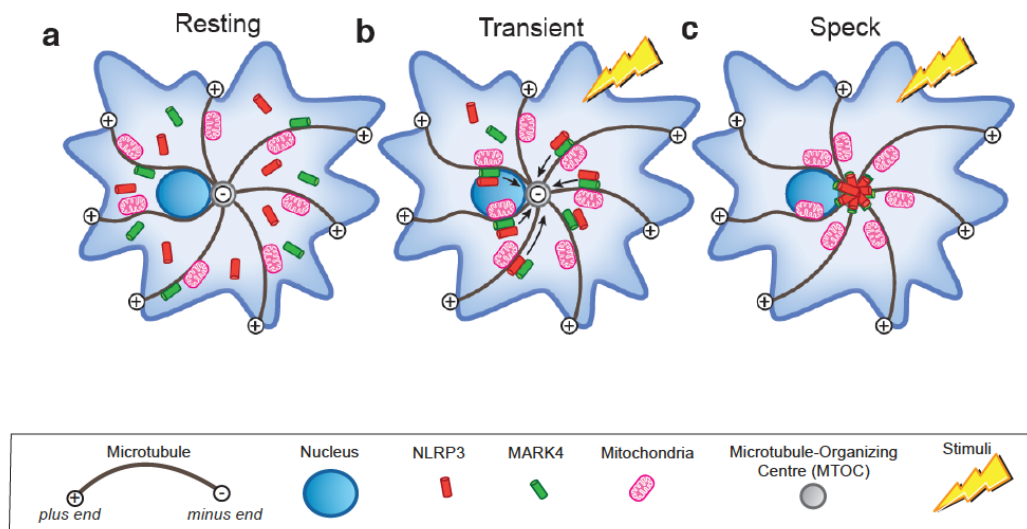 a
Resting
b
Transient
c
Speck
+
+
+
+
+
+
+
-
+
+
+
+
+
+
+
-
+
+
+
+
+
+
+
Microtubule
Nucleus
NLRP3
MARK4
Mitochondria
Microtubule-Organizing
Centre (MTOC)
Stimuli
+
-
plus end
minus end